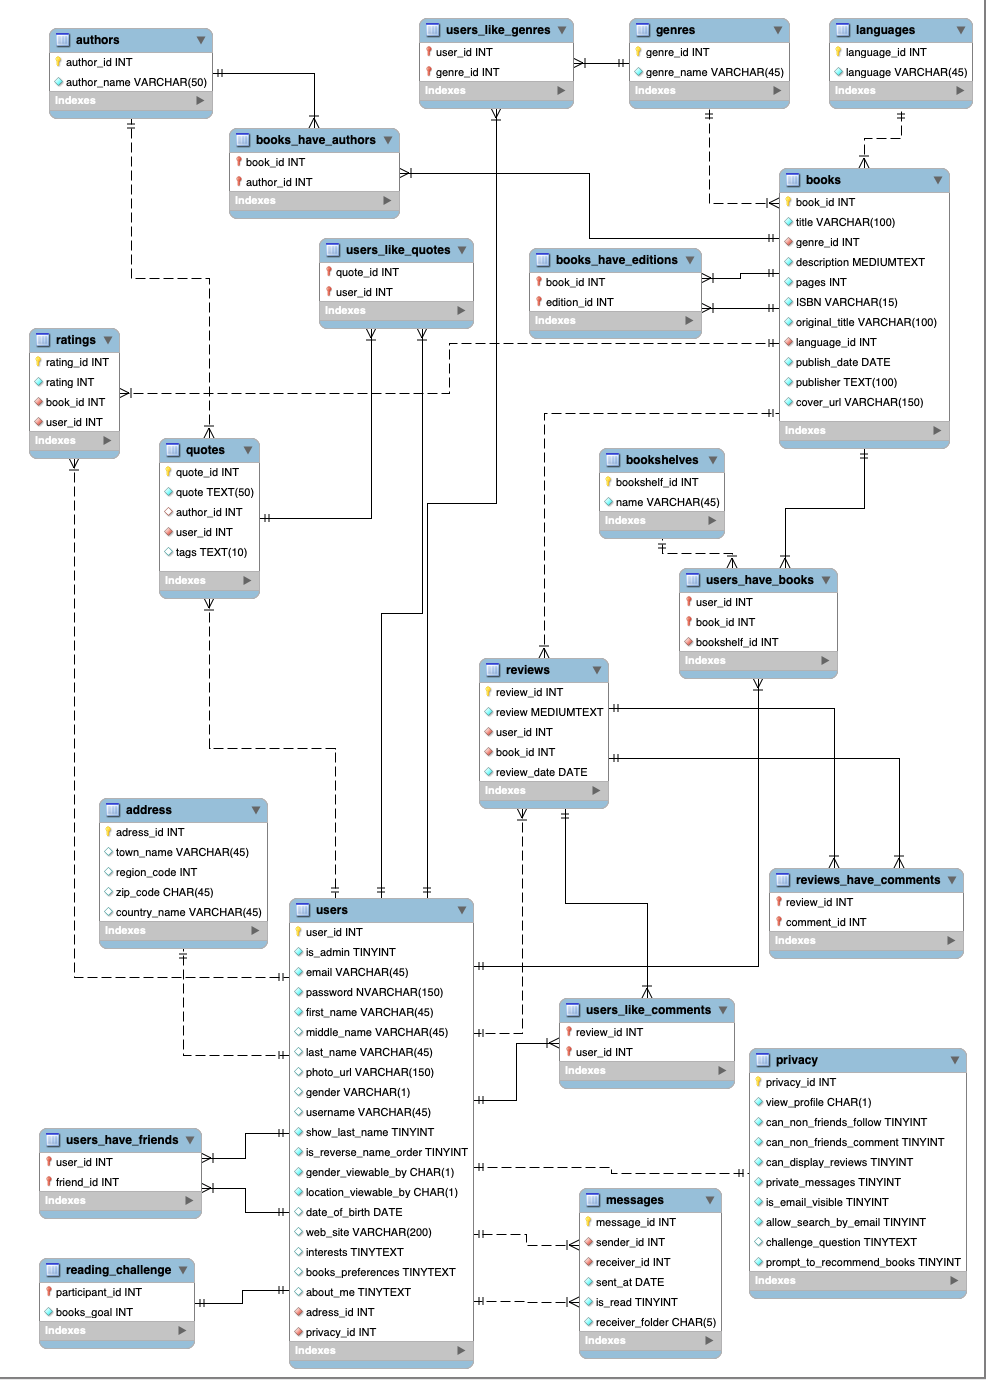 authors
author_id INT
author_name VARCHAR(50)
Indexes
users_like_genres
user_id INT
genre_id INT
Indexes
genres
genre_id INT
genre_name VARCHAR(45)
Indexes
languages
language_id INT
language VARCHAR(45)
Indexes
books_have_authors
book_id INT
author_id INT
Indexes
books
book_id INT
title VARCHAR(100)
genre_id INT
description MEDIUMTEXT
pages INT
ISBN VARCHAR(15)
original_title VARCHAR(100)
language_id INT
publish_date DATE
publisher TEXT(100)
cover_url VARCHAR(150)
Indexes
users_like_quotes
quote_id INT
user_id INT
Indexes
books_have_editions
book_id INT
edition_id INT
Indexes
ratings
rating_id INT
rating INT
book_id INT
user_id INT
Indexes
quotes
quote_id INT
quote TEXT(50)
author_id INT
user_id INT
tags TEXT(10)
Indexes
bookshelves
bookshelf_id INT
name VARCHAR(45)
Indexes
users_have_books
user_id INT
book_id INT
bookshelf_id INT
Indexes
reviews
review_id INT
review MEDIUMTEXT
user_id INT
book_id INT
review_date DATE
Indexes
address
adress_id INT
town_name VARCHAR(45)
region_code INT
zip_code CHAR(45)
country_name VARCHAR(45)
Indexes
reviews_have_comments
review_id INT
comment_id INT
Indexes
users
user_id INT
is_admin TINYINT
email VARCHAR(45)
password NVARCHAR(150)
first_name VARCHAR(45)
middle_name VARCHAR(45)
last_name VARCHAR(45)
photo_url VARCHAR(150)
gender VARCHAR(1)
username VARCHAR(45)
show_last_name TINYINT
is_reverse_name_order TINYINT
gender_viewable_by CHAR(1)
location_viewable_by CHAR(1)
date_of_birth DATE
web_site VARCHAR(200)
interests TINYTEXT
books_preferences TINYTEXT
about_me TINYTEXT
adress_id INT
privacy_id INT
Indexes
users_like_comments
review_id INT
user_id INT
Indexes
privacy
privacy_id INT
view_profile CHAR(1)
can_non_friends_follow TINYINT
can_non_friends_comment TINYINT
can_display_reviews TINYINT
private_messages TINYINT
is_email_visible TINYINT
allow_search_by_email TINYINT
challenge_question TINYTEXT
prompt_to_recommend_books TINYINT
Indexes
users_have_friends
user_id INT
friend_id INT
Indexes
messages
message_id INT
sender_id INT
receiver_id INT
sent_at DATE
is_read TINYINT
receiver_folder CHAR(5)
Indexes
reading_challenge
participant_id INT
books_goal INT
Indexes